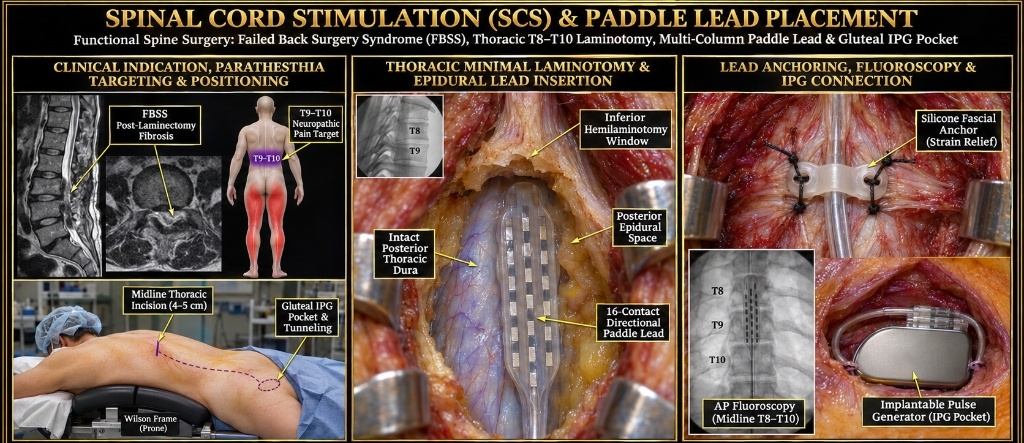 SPINAL CORD STIMULATION (SCS) & PADDLE LEAD PLACEMENT
Functional Spine Surgery: Failed Back Surgery Syndrome (FBSS), Thoracic T8–T10 Laminotomy, Multi-Column Paddle Lead & Gluteal IPG Pocket
CLINICAL INDICATION, PARATHESTHIA
TARGETING & POSITIONING
FBSS
Post-Laminectomy
Fibrosis
T9–T10
Neuropathic
Pain Target
T9–T10
Midline Thoracic
Incision (4–5 cm)
Gluteal IPG
Pocket &
Tunneling
Wilson Frame
(Prone)
THORACIC MINIMAL LAMINOTOMY &
EPIDURAL LEAD INSERTION
T8
T9
Inferior
Hemilaminotomy
Window
Intact
Posterior
Thoracic
Dura
Posterior
Epidural
Space
16-Contact
Directional
Paddle Lead
LEAD ANCHORING, FLUOROSCOPY &
IPG CONNECTION
Silicone Fascial
Anchor
(Strain Relief)
T8
T9
T10
AP Fluoroscopy
(Midline T8–T10)
Implantable Pulse
Generator (IPG Pocket)